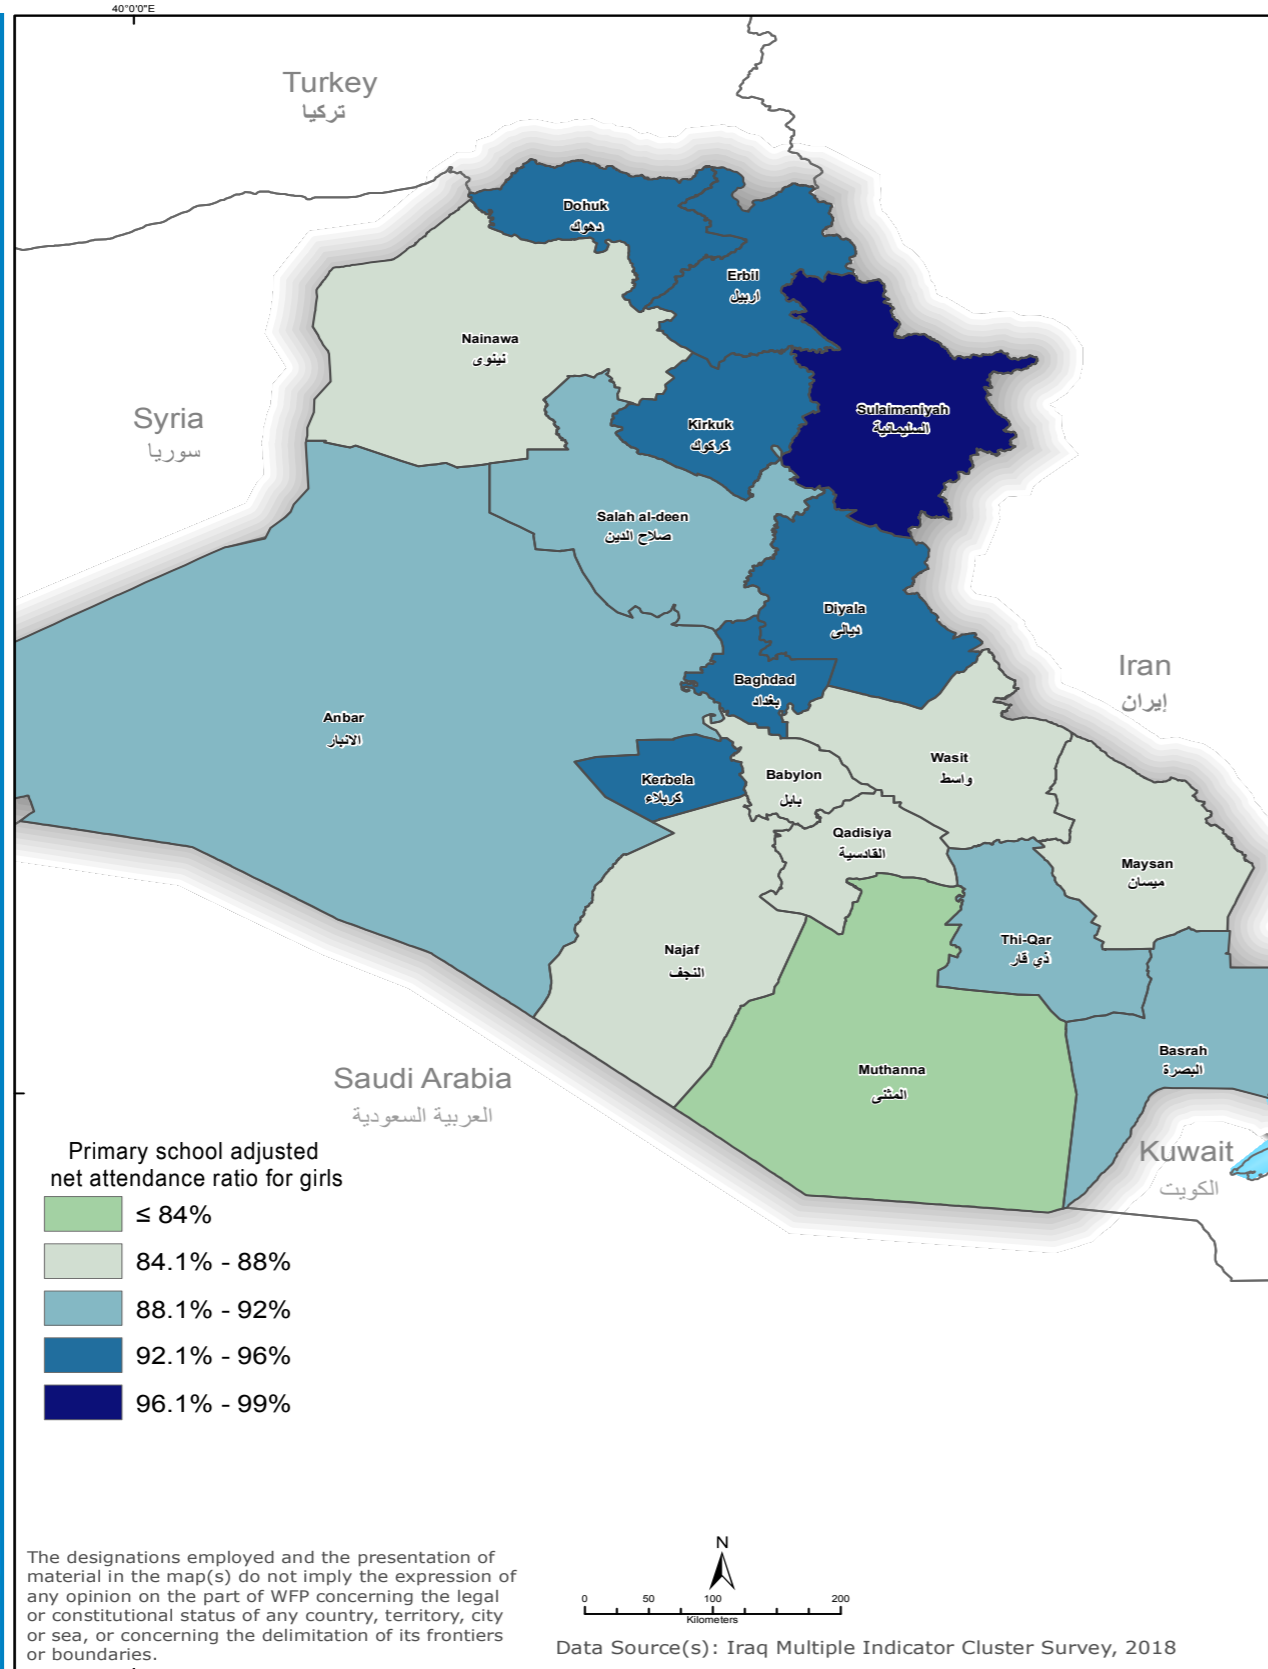 40°0'0"E
Turkey
تركيا
Dohuk
دهوك
Erbil
اربيل
Nainawa
نينوى
Syria
سوريا
Kirkuk
كركوك
Sulaimaniyah
السليمانية
Salah al-deen
صلاح الدين
Diyala
ديالى
Iran
إيران
Baghdad
بغداد
Anbar
الانبار
Wasit
واسط
Kerbela
كربلاء
Babylon
بابل
Qadisiya
القادسية
Maysan
ميسان
Najaf
النجف
Thi-Qar
ذي قار
Basrah
البصرة
Muthanna
المثنى
Saudi Arabia
العربية السعودية
Kuwait
الكويت
Primary school adjusted
net attendance ratio for girls
≤ 84%
84.1% - 88%
88.1% - 92%
92.1% - 96%
96.1% - 99%
The designations employed and the presentation of
material in the map(s) do not imply the expression of
any opinion on the part of WFP concerning the legal
or constitutional status of any country, territory, city
or sea, or concerning the delimitation of its frontiers
or boundaries.
N
0 50 100 200
Kilometers
Data Source(s): Iraq Multiple Indicator Cluster Survey, 2018